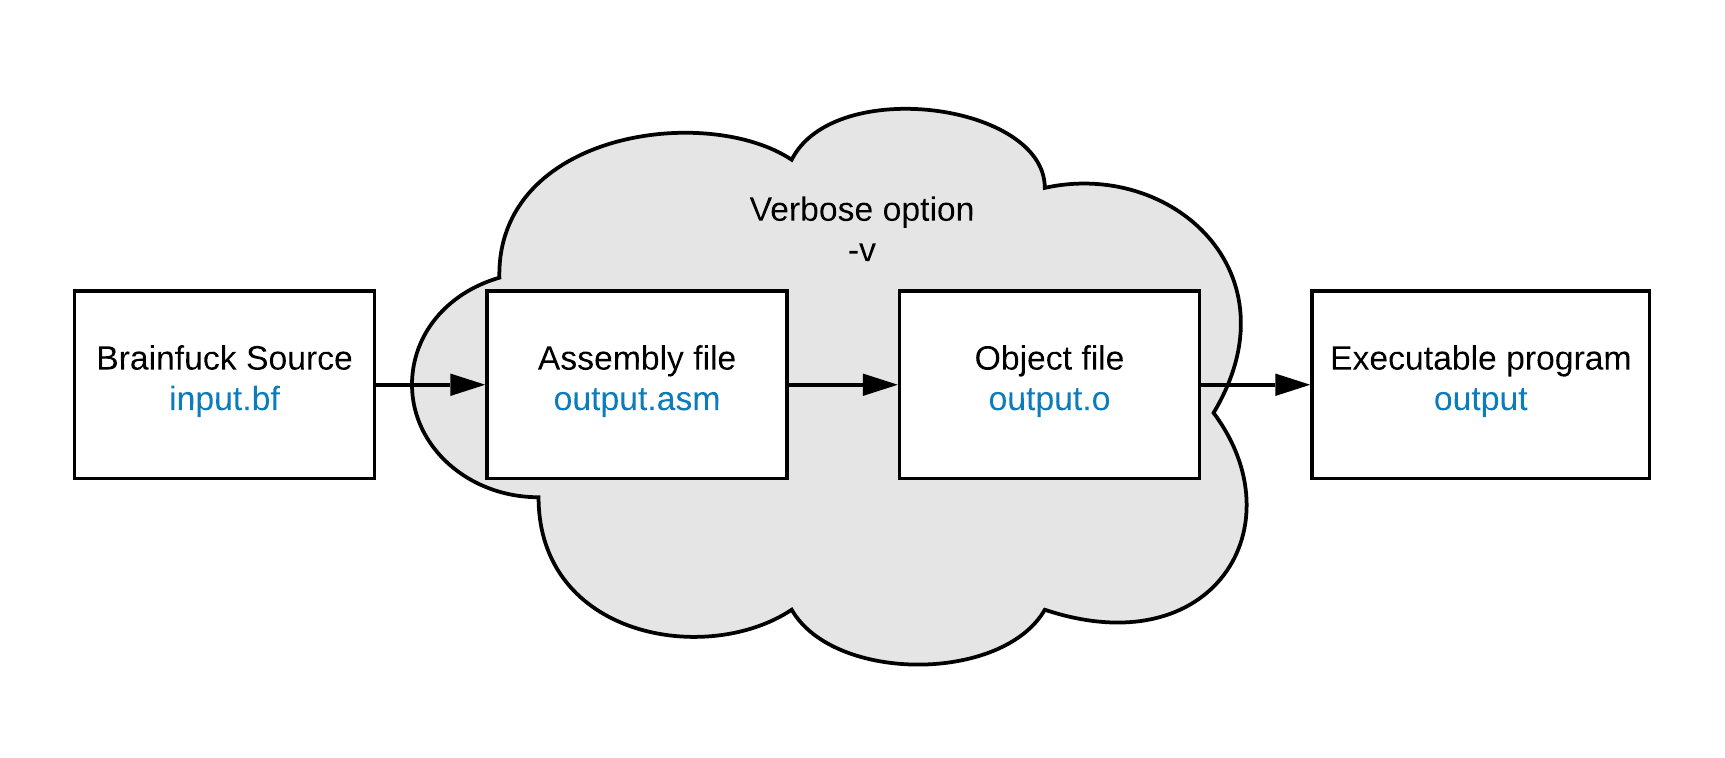 Verbose option
-v
Brainfuck Source
input.bf
Assembly file
output.asm
Object file
output.o
Executable program
output